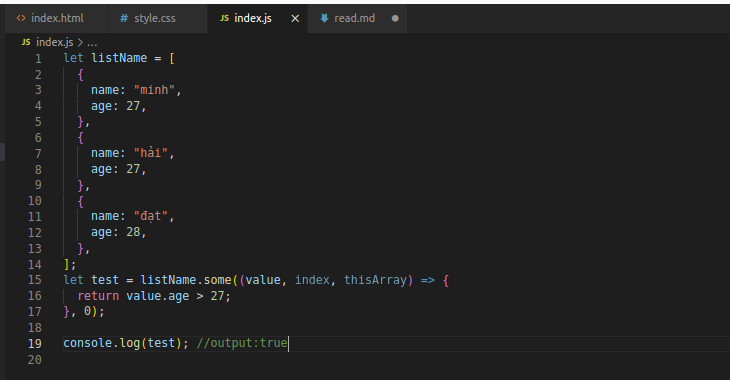 index.html # style.css JS index.js × read.md ●
JS index.js > ...
1 let listName = [
2 {
3 name: "minh",
4 age: 27,
5 },
6 {
7 name: "hải",
8 age: 27,
9 },
10 {
11 name: "đạt",
12 age: 28,
13 },
14 ];
15 let test = listName.some((value, index, thisArray) => {
16 return value.age > 27;
17 }, 0);
18
19 console.log(test); //output:true
20